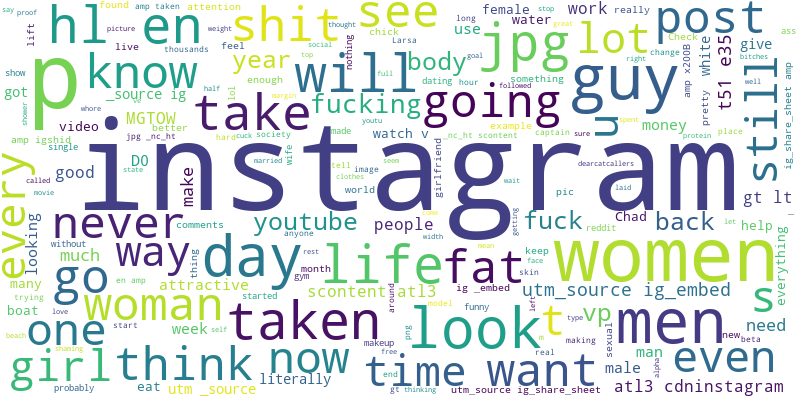 say proof
picture
weight
found
amp taken
attention
hl
en
shit
lift
live
thousands
feel
social
top
thought
see
female
water
post
show
know
year
nothing
chick
Larsa
use
work
really
long
Check
ass
bitches
jpg
lot
p
_source ig
enough
body
will
guy
give
well
great
stop
goal
full
dating
hour
change
got
take
fucking
going
something
White
pretty
amp x200B
t51 e35
still
ig_share_sheet amp
shower
whore
half
lol
margin
youtu
followed
right
spent
vv
video
MGTOW
better
hard
cuck
society
made
watch v
_nc_ht scontent
example
captain
sure
u
money
protein
place
amp igshid
jpg _nc_ht
single
DO
instagram
wife
tell
image
seen
girlfriend
dearcatcallers
married
clothes
wait
laid
every
good
state
called
movie
make
world
pic
gt lt
_
never
youtube
people
fuck
Chad
back
help
reddit
let
looking
without
much
way
comments
anyone
thing
day
life
fat
women
everything
many
trying
go
en amp
attractive
month
rest
gym
width
scontent
atl3
keep
face
skin
getting
mean
come
ig _embed
utm_source ig_embed
s
boat
love
woman
started
week
self
taken
around
png
funny
look
model
t
left
type
vp
men
need
new
beta
beach
one
start
girl
think
now
makeup
free
real
making
sexual
man
even
shaming
probably
eat
literally
utm _source
end
gt
thinking
time
want
male
alpha
utm_source ig_share_sheet
atl3 cdninstagram